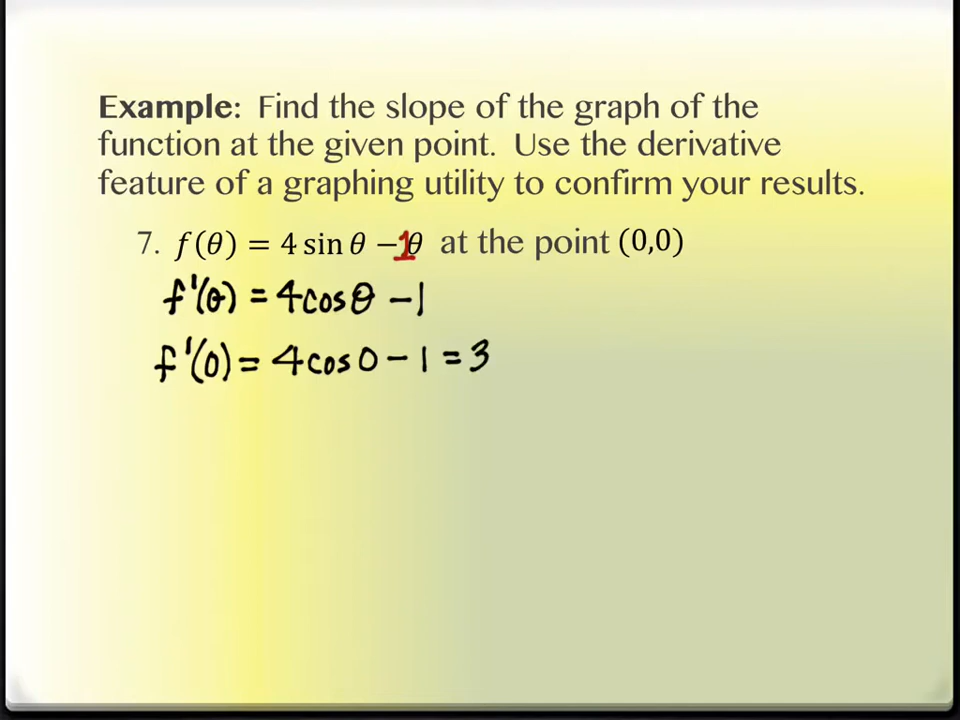 Example: Find the slope of the graph of the
function at the given point. Use the derivative
feature of a graphing utility to confirm your results.
7. f(θ) = 4 sin θ − 1θ at the point (0,0)
f'(θ) = 4cosθ − 1
f'(0) = 4cos0 − 1 = 3